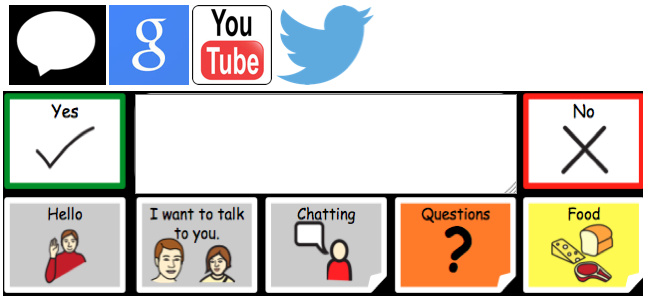 g
You
Tube
Yes
No
Hello
I want to talk
to you.
Chatting
Questions
?
Food